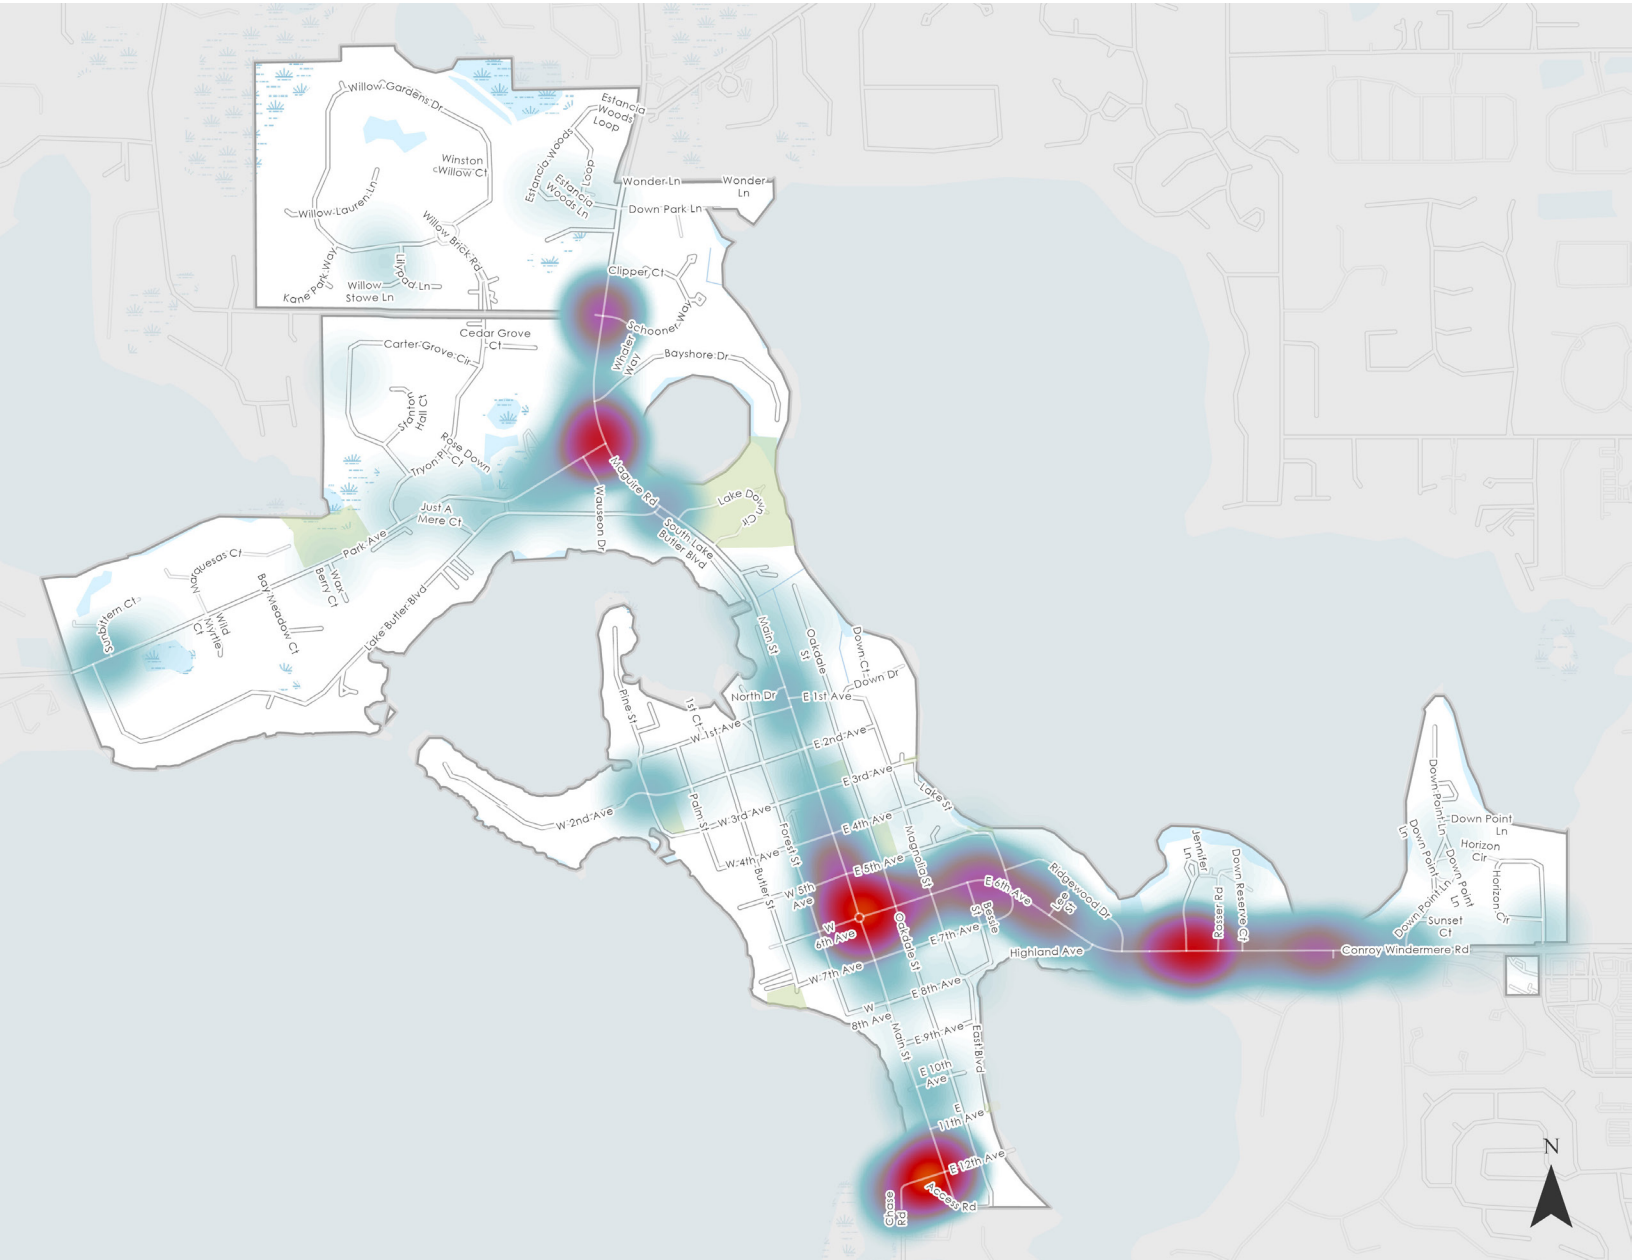 Willow Gardens Dr
Estancia
Woods
Loop
Estancia Woods
Loop
Winston
Willow Ct
Estancia
Woods Ln
Wonder Ln
Wonder
Ln
Down Park Ln
Willow Lauren Ln
Willow Brick Rd
Kane Park Way
Lilypad Ln
Willow
Stowe Ln
Clipper Ct
Schooner Way
Whaler
Way
Bayshore Dr
Cedar Grove
Ct
Carter Grove Cir
Stanton
Hall Ct
Rose Down
Ct
Tryon Pl
Maguire Rd
Wauseon Dr
Lake Down
Cir
Just A
Mere Ct
South Lake
Butler Blvd
Park Ave
Marquesas Ct
Wax
Berry Ct
Bay Meadow Ct
Wild
Myrtle
Ct
Sunbittern Ct
Lake Butler Blvd
Main St
Oakdale
St
Down Ct
Down Dr
North Dr
E 1st Ave
Pine St
1st Ct
W 1st Ave
E 2nd Ave
E 3rd Ave
Lake St
W 2nd Ave
Palm St
W 3rd Ave
E 4th Ave
Forest St
W 4th Ave
Butler St
E 5th Ave
Magnolia St
W 5th
Ave
E 6th Ave
Lee St
Ridgewood Dr
Bessie
St
W
6th Ave
Oakdale St
E 7th Ave
Highland Ave
W 7th Ave
E 8th Ave
W
8th Ave
Main St
E 9th Ave
East Blvd
E 10th
Ave
E
11th Ave
E 12th Ave
Access Rd
Chase
Rd
Jennifer
Ln
Rosser Rd
Down Reserve Ct
Down Point Ln
Down Point
Ln
Down Point
Ln
Down Point
Ln
Down Point Ln
Horizon
Cir
Horizon Cir
Sunset
Ct
Conroy Windermere Rd
N